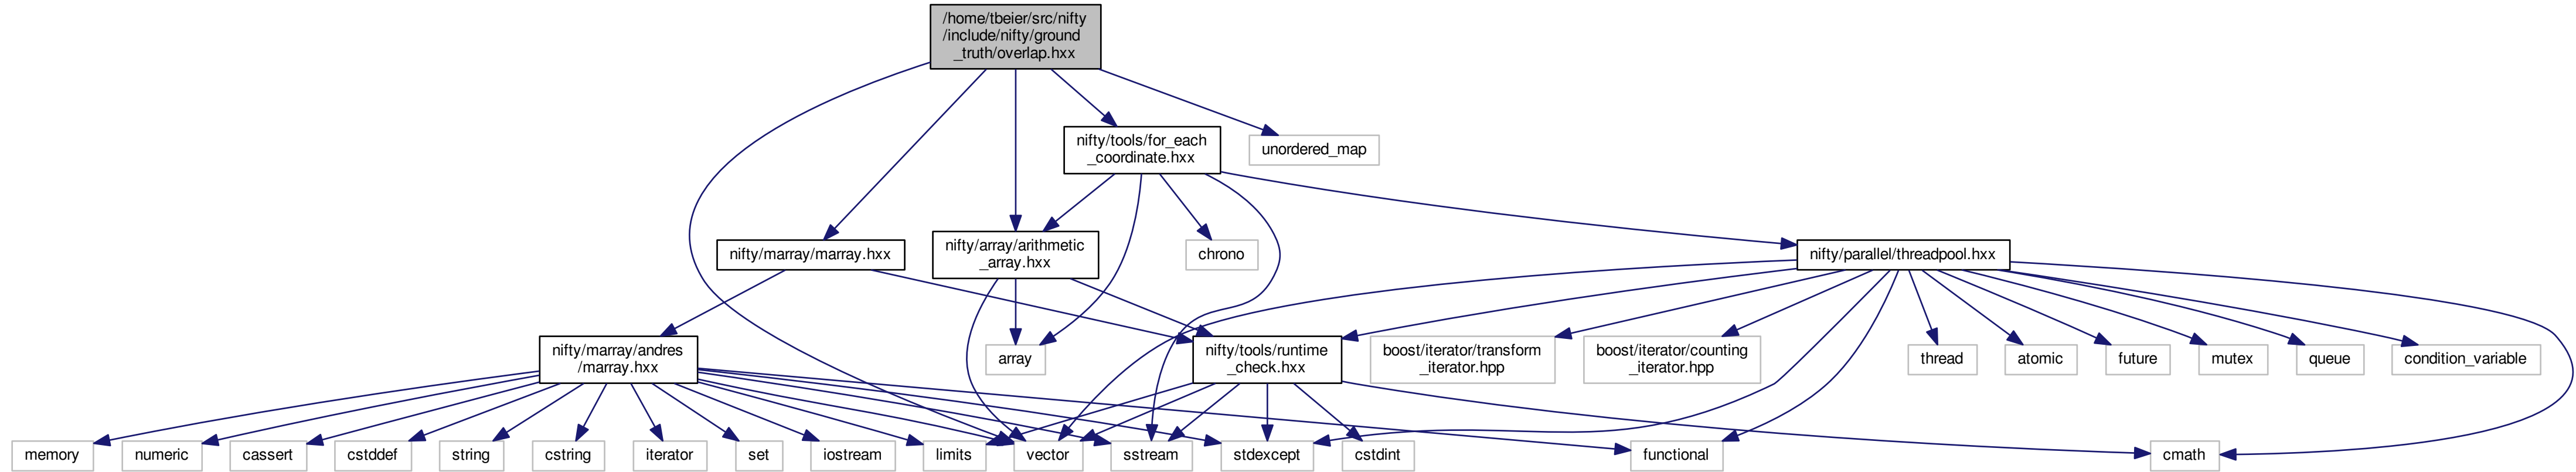 /home/tbeier/src/nifty
/include/nifty/ground
_truth/overlap.hxx
nifty/tools/for_each
_coordinate.hxx
unordered_map
nifty/marray/marray.hxx
nifty/array/arithmetic
_array.hxx
chrono
nifty/parallel/threadpool.hxx
nifty/marray/andres
/marray.hxx
array
nifty/tools/runtime
_check.hxx
boost/iterator/transform
_iterator.hpp
boost/iterator/counting
_iterator.hpp
thread
atomic
future
mutex
queue
condition_variable
memory
numeric
cassert
cstddef
string
cstring
iterator
set
iostream
limits
vector
sstream
stdexcept
cstdint
functional
cmath